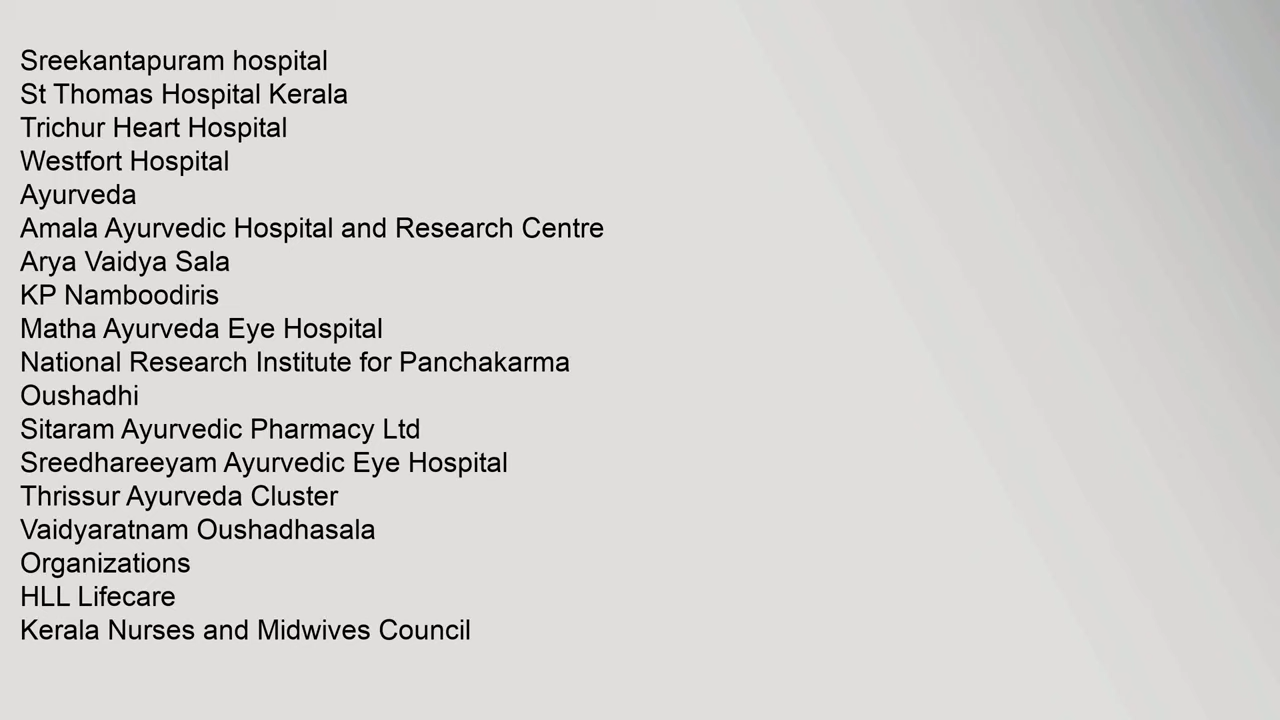 Sreekantapuram hospital
St Thomas Hospital Kerala
Trichur Heart Hospital
Westfort Hospital
Ayurveda
Amala Ayurvedic Hospital and Research Centre
Arya Vaidya Sala
KP Namboodiris
Matha Ayurveda Eye Hospital
National Research Institute for Panchakarma
Oushadhi
Sitaram Ayurvedic Pharmacy Ltd
Sreedhareeyam Ayurvedic Eye Hospital
Thrissur Ayurveda Cluster
Vaidyaratnam Oushadhasala
Organizations
HLL Lifecare
Kerala Nurses and Midwives Council